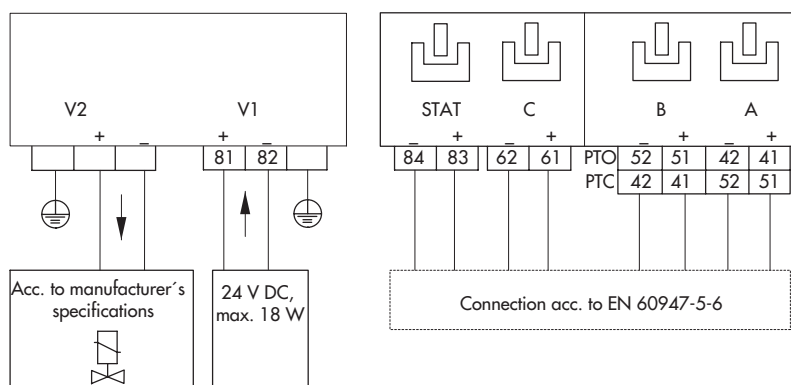 V2 V1 STAT C B A
+ – + – – + – + – + – +
81 82 84 83 62 61 PTO 52 51 42 41
PTC 42 41 52 51
Acc. to manufacturer´s
specifications
24 V DC,
max. 18 W
Connection acc. to EN 60947-5-6